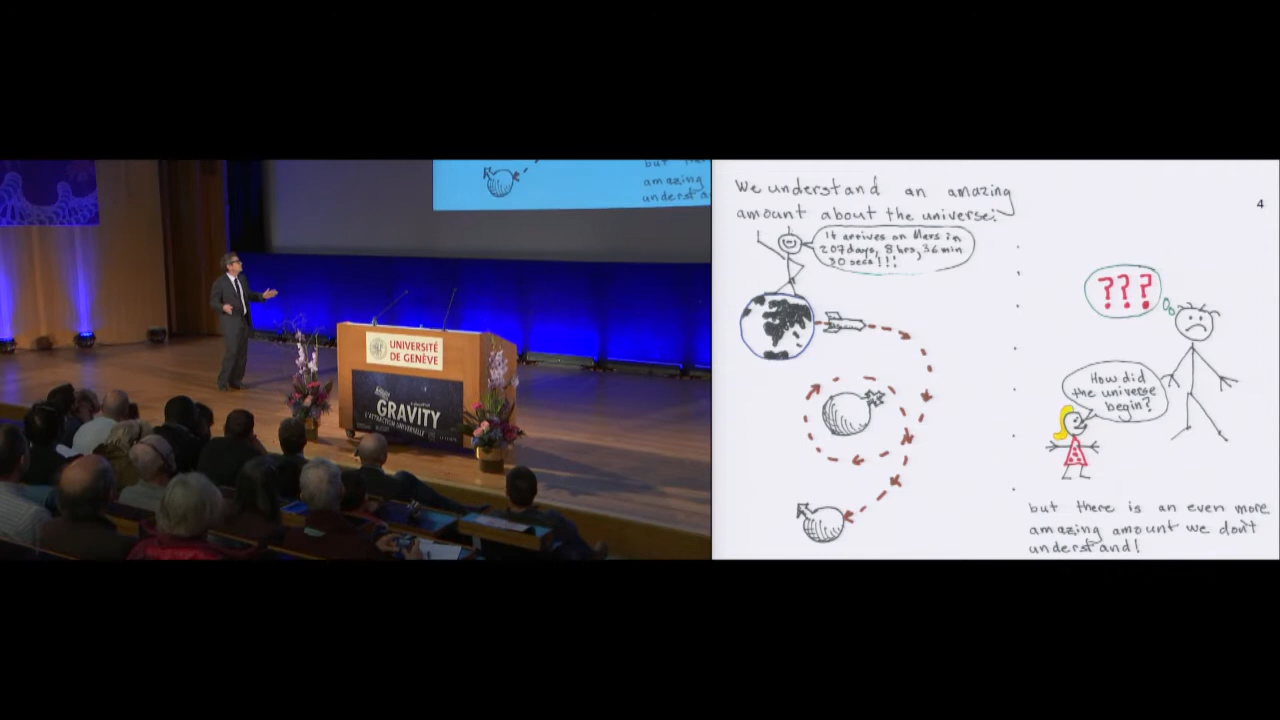 but
amazing
underst
UNIVERSITÉ
DE GENÈVE
GRAVITY
L'ATTRACTION UNIVERSELLE
We understand an amazing
amount about the universe:
4
It arrives on Mars in
207 days, 8 hrs, 36 min
30 secs!!!
???
How did
the universe
begin?
but there is an even more
amazing amount we don't
understand!